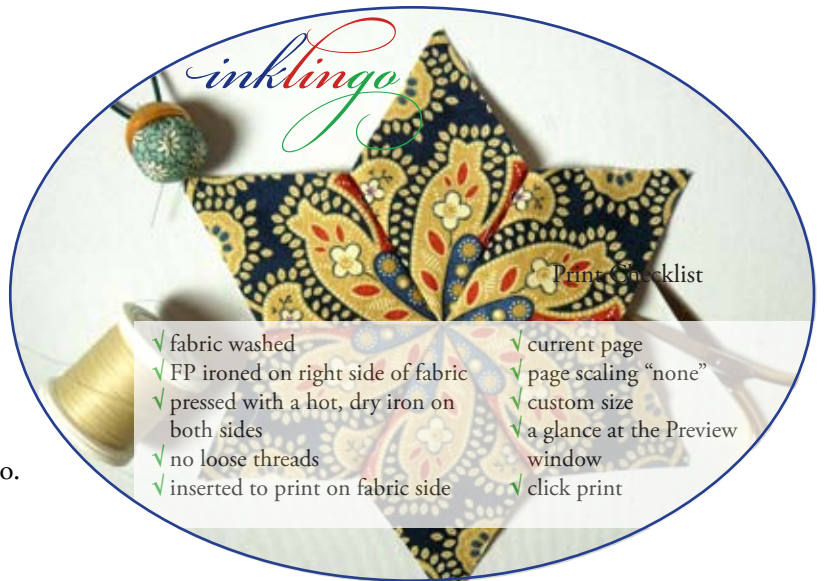 inklingo
Print Checklist
√ fabric washed
√ FP ironed on right side of fabric
√ pressed with a hot, dry iron on
both sides
√ no loose threads
√ inserted to print on fabric side
√ current page
√ page scaling “none”
√ custom size
√ a glance at the Preview
window
√ click print
o.